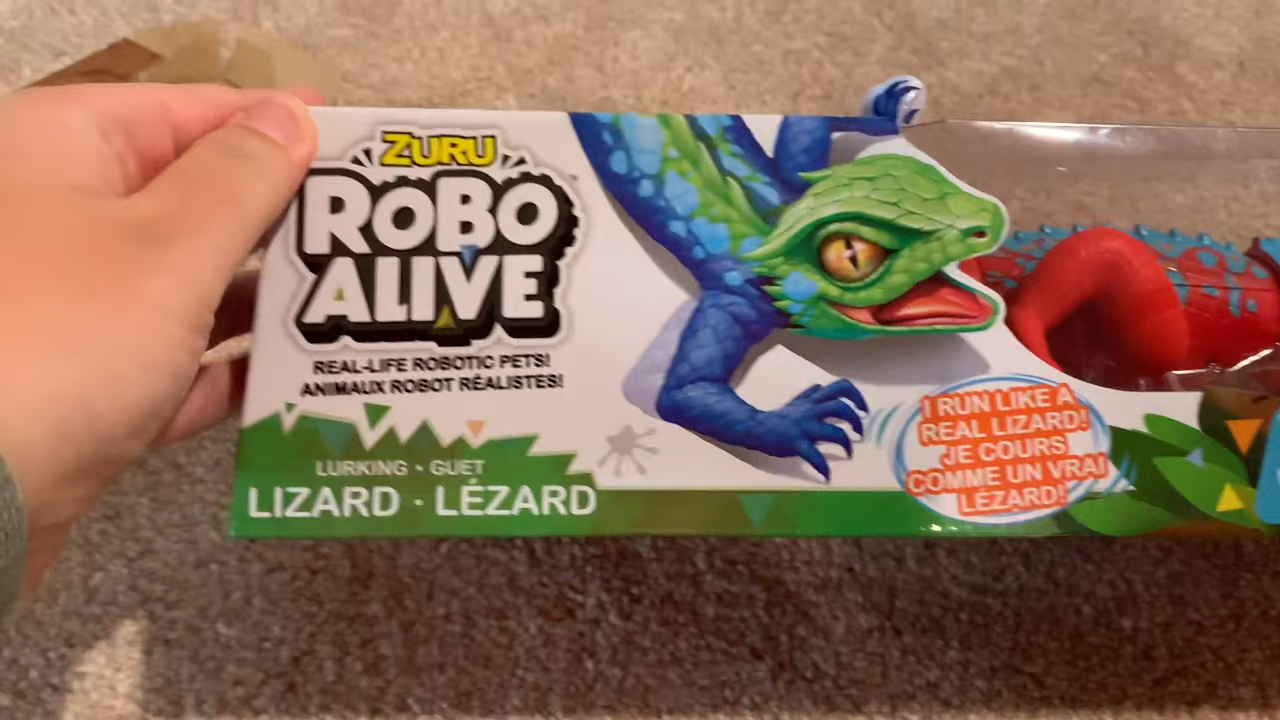 ZURU
ROBO
ALIVE
REAL-LIFE ROBOTIC PETS!
ANIMAUX ROBOT RÉALISTES!
LURKING · GUET
LIZARD · LÉZARD
I RUN LIKE A
REAL LIZARD!
JE COURS
COMME UN VRAI
LÉZARD!